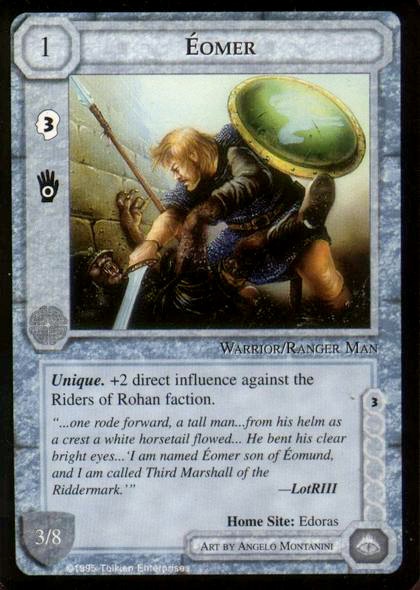 1
ÉOMER
3
0
WARRIOR/RANGER MAN
Unique. +2 direct influence against the
Riders of Rohan faction.
3
“...one rode forward, a tall man...from his helm as
a crest a white horsetail flowed... He bent his clear
bright eyes...‘I am named Éomer son of Éomund,
and I am called Third Marshall of the
Riddermark.’”
—LotRIII
Home Site: Edoras
3/8
ART BY ANGELO MONTANINI
©1995 Tolkien Enterprises